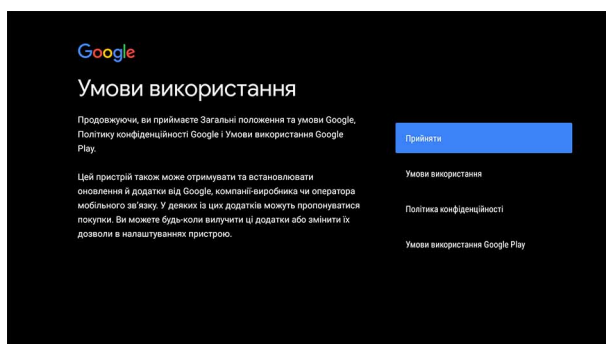 Google
Умови використання
Продовжуючи, ви приймаєте Загальні положення та умови Google,
Політику конфіденційності Google і Умови використання Google
Play.
Цей пристрій також може отримувати та встановлювати
оновлення й додатки від Google, компанії-виробника чи оператора
мобільного зв'язку. У деяких із цих додатків можуть пропонуватися
покупки. Ви можете будь-коли вилучити ці додатки або змінити їх
дозволи в налаштуваннях пристрою.
Прийняти
Умови використання
Політика конфіденційності
Умови використання Google Play